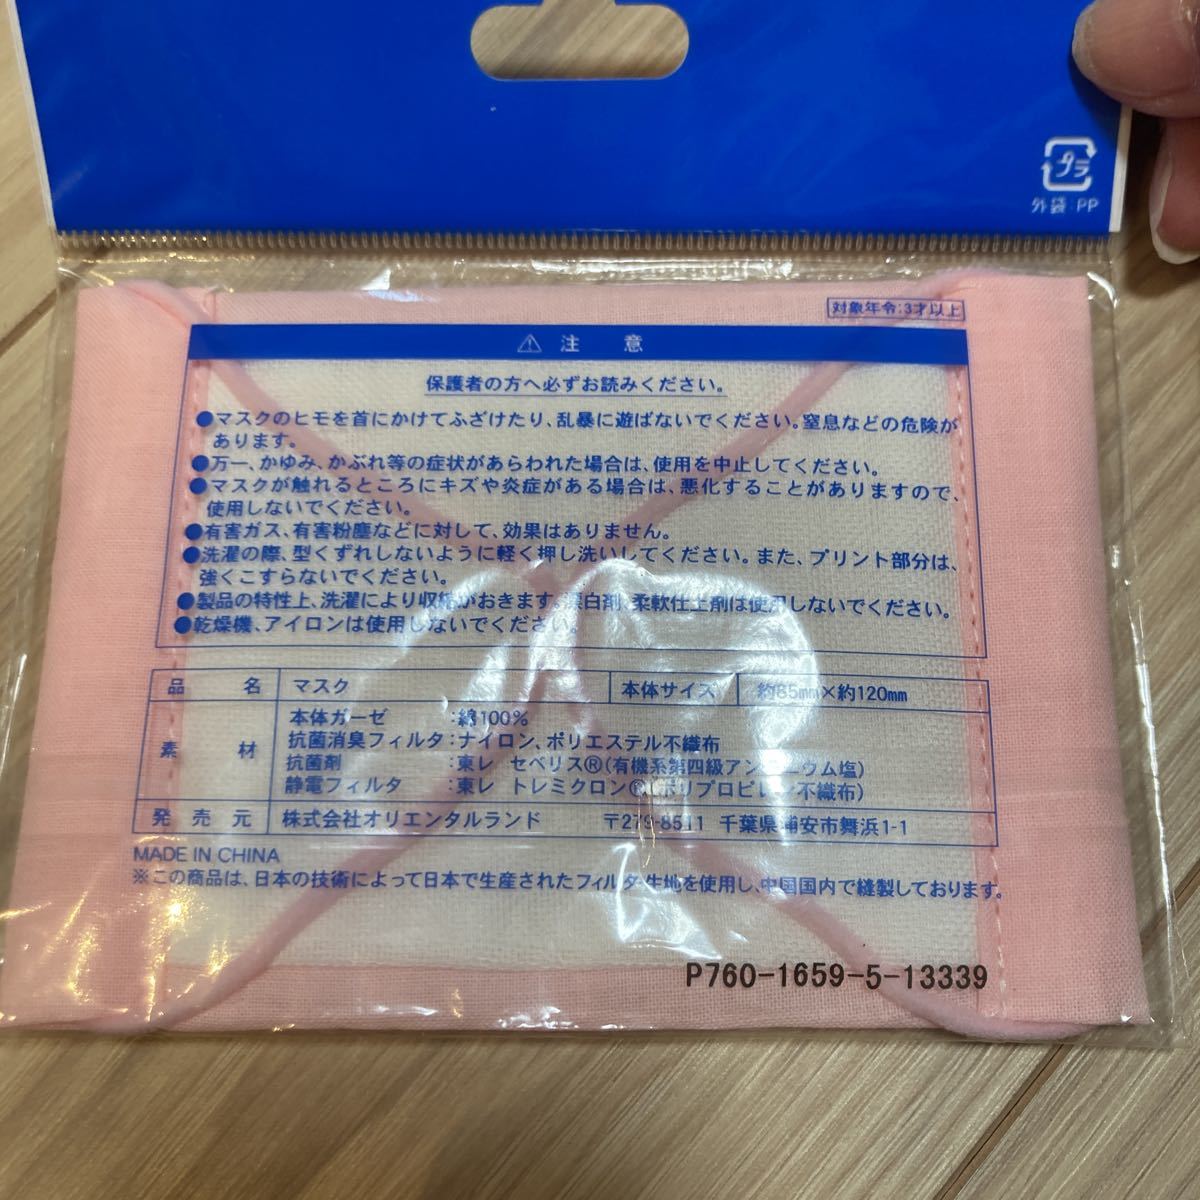 プラ
外袋:PP
対象年令:3才以上
⚠ 注 意
保護者の方へ必ずお読みください。
●マスクのヒモを首にかけてふざけたり、乱暴に遊ばないでください。窒息などの危険が
あります。
●万一、かゆみ、かぶれ等の症状があらわれた場合は、使用を中止してください。
●マスクが触れるところにキズや炎症がある場合は、悪化することがありますので、
使用しないでください。
●有害ガス、有害粉塵などに対して、効果はありません。
●洗濯の際、型くずれしないように軽く押し洗いしてください。また、プリント部分は、
強くこすらないでください。
●製品の特性上、洗濯により収縮がおきます。漂白剤、柔軟仕上剤は使用しないでください。
●乾燥機、アイロンは使用しないでください。
品 名 マスク 本体サイズ 約85mm×約120mm
素 材 本体ガーゼ :綿100%
抗菌消臭フィルタ:ナイロン、ポリエステル不織布
抗菌剤 :東レ セベリス®(有機系第四級アンモニウム塩)
静電フィルタ :東レ トレミクロン®(ポリプロピレン不織布)
発 売 元 株式会社オリエンタルランド 〒279-8511 千葉県浦安市舞浜1-1
MADE IN CHINA
※この商品は、日本の技術によって日本で生産されたフィルタ生地を使用し、中国国内で縫製しております。
P760-1659-5-13339